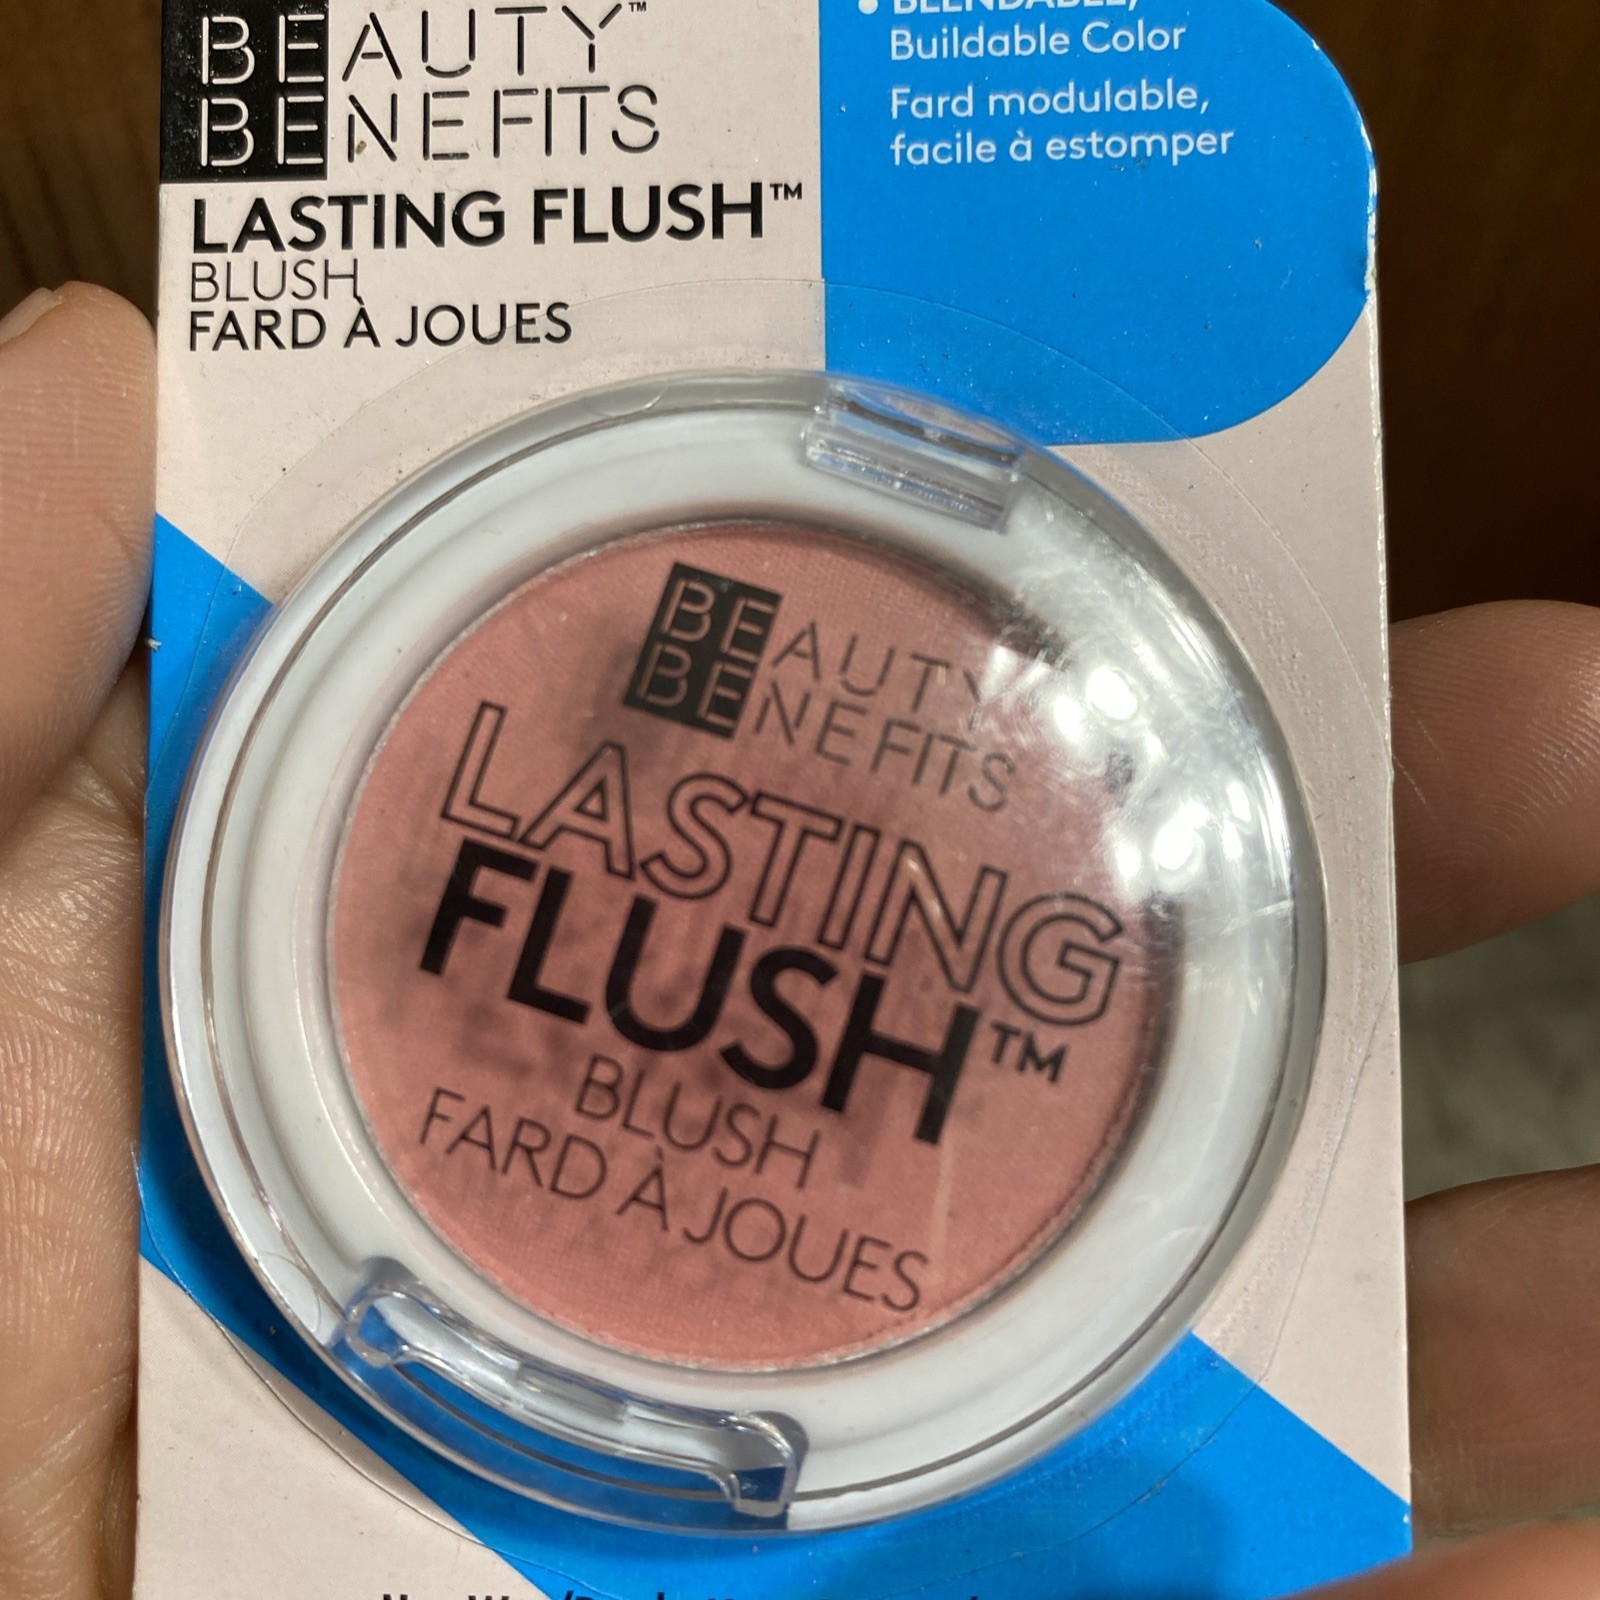 BEAUTY™
BENEFITS
LASTING FLUSH™
BLUSH
FARD À JOUES
• BLENDABLE,
Buildable Color
Fard modulable,
facile à estomper
BEAUTY
BENEFITS
LASTING
FLUSH™
BLUSH
FARD À JOUES